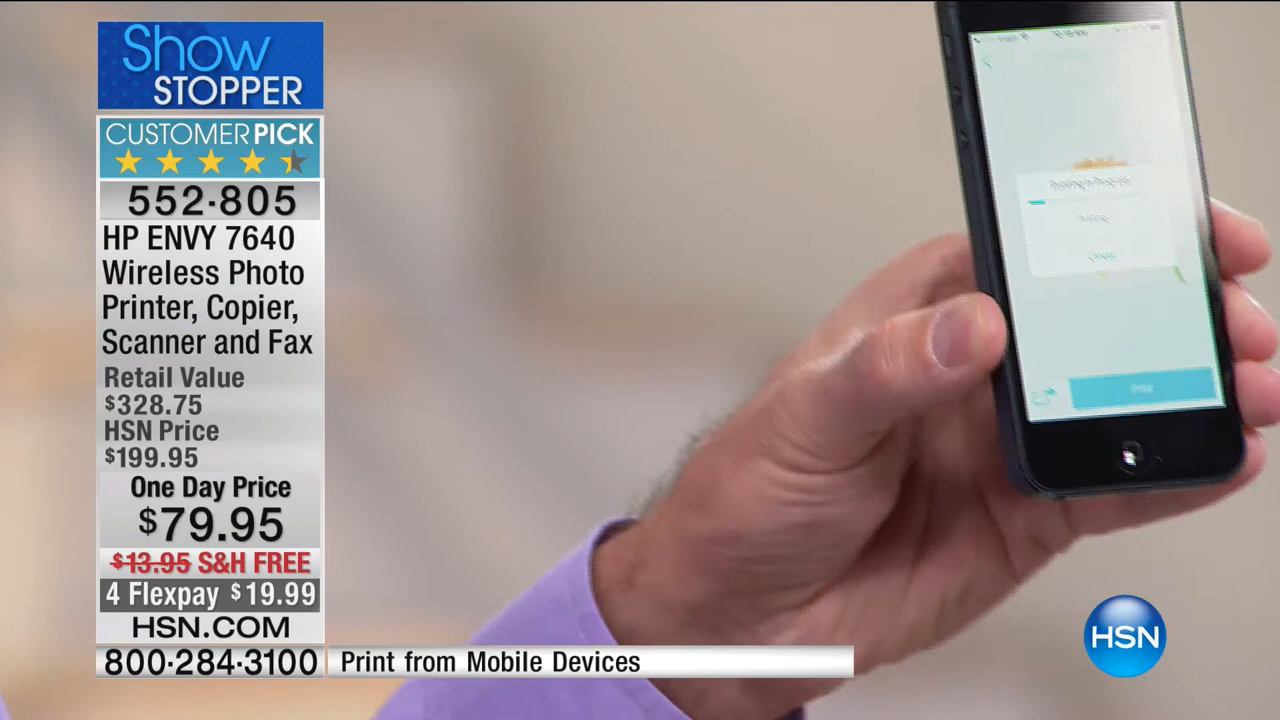 Show
STOPPER
CUSTOMER PICK
552-805
HP ENVY 7640
Wireless Photo
Printer, Copier,
Scanner and Fax
Retail Value
$328.75
HSN Price
$199.95
One Day Price
$79.95
$13.95 S&H FREE
4 Flexpay $19.99
HSN.COM
800-284-3100
Print from Mobile Devices
Print
HSN